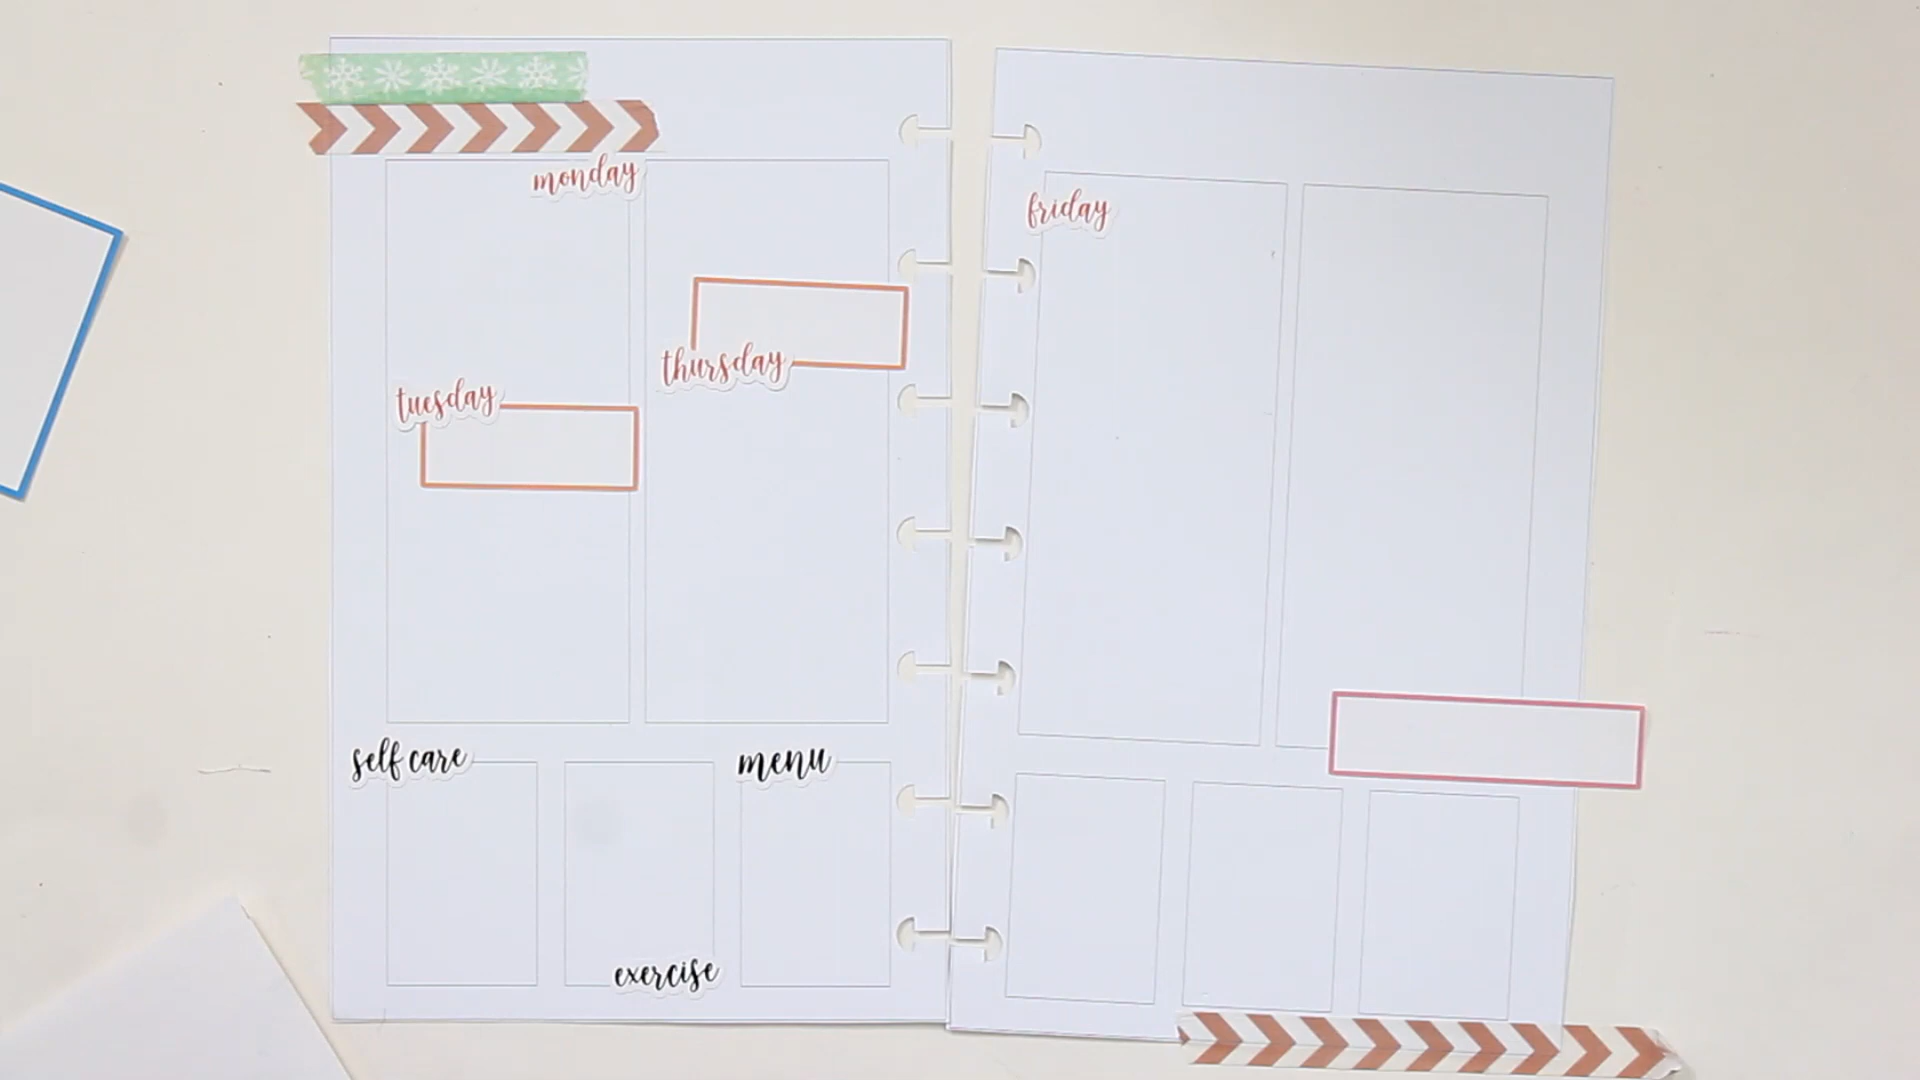 monday
thursday
tuesday
self care
menu
exercise
friday